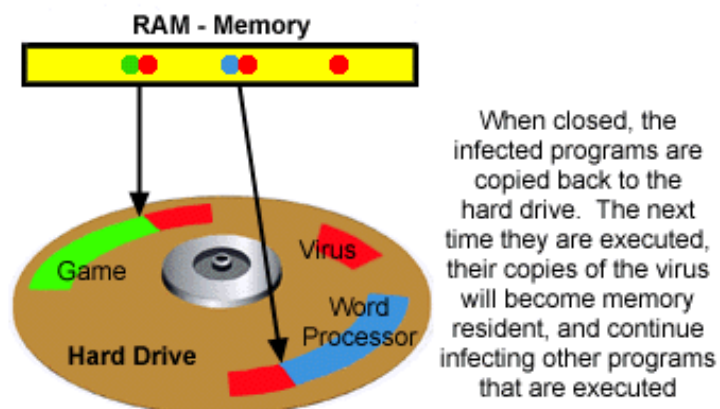 RAM - Memory
Game
Virus
Word
Processor
Hard Drive
When closed, the
infected programs are
copied back to the
hard drive. The next
time they are executed,
their copies of the virus
will become memory
resident, and continue
infecting other programs
that are executed